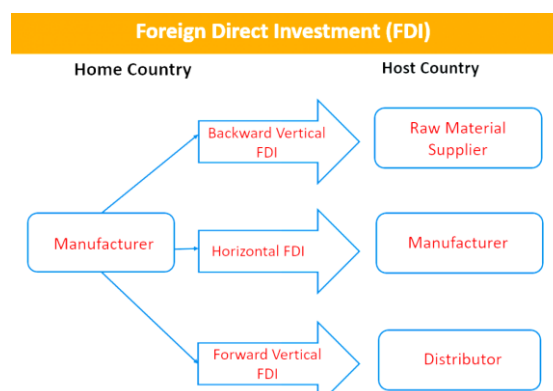 Foreign Direct Investment (FDI)
Home Country
Host Country
Backward Vertical
FDI
Raw Material
Supplier
Manufacturer
Horizontal FDI
Manufacturer
Forward Vertical
FDI
Distributor